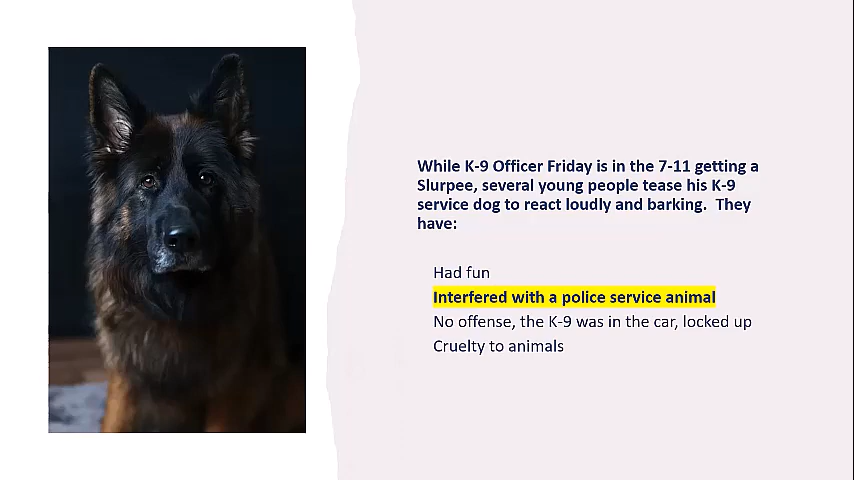 While K-9 Officer Friday is in the 7-11 getting a
Slurpee, several young people tease his K-9
service dog to react loudly and barking.  They
have:
Had fun
Interfered with a police service animal
No offense, the K-9 was in the car, locked up
Cruelty to animals